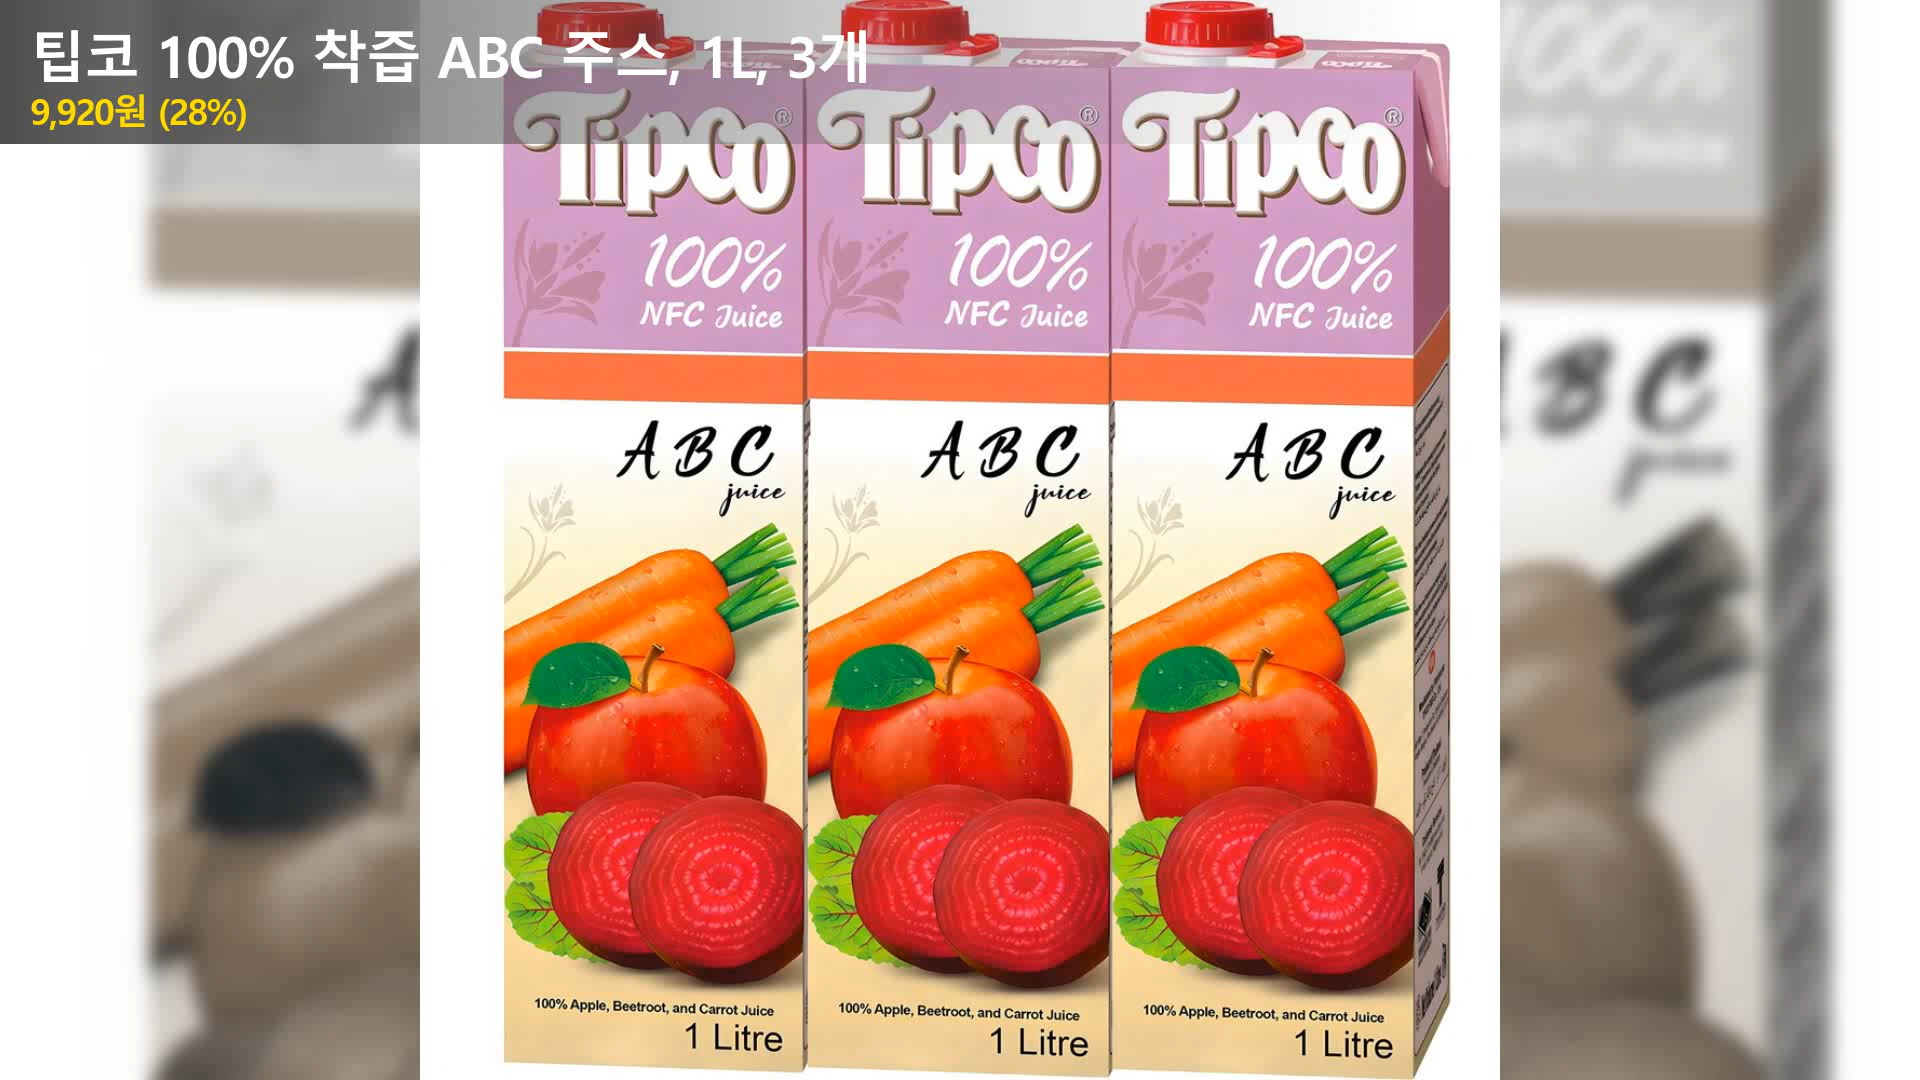 팁코 100% 착즙 ABC 주스, 1L, 3개
9,920원 (28%)
Tipco® Tipco® Tipco®
100% 100% 100%
NFC Juice NFC Juice NFC Juice
ABC ABC ABC
juice juice juice
100% Apple, Beetroot, and Carrot Juice 100% Apple, Beetroot, and Carrot Juice 100% Apple, Beetroot, and Carrot Juice
1 Litre 1 Litre 1 Litre